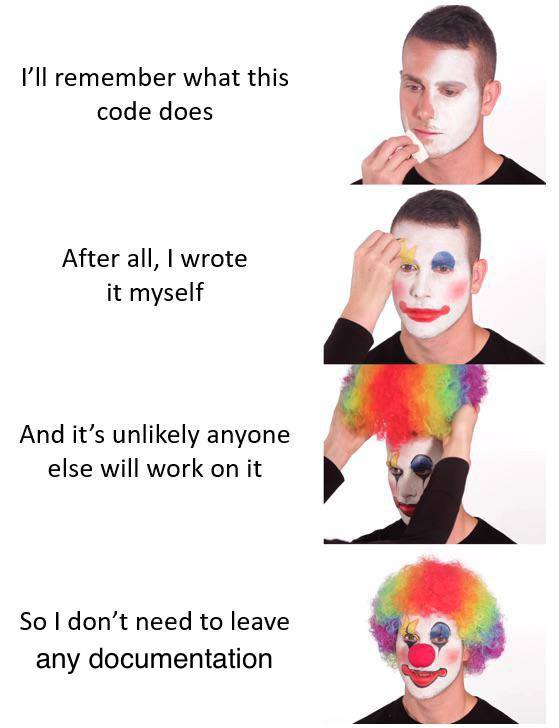 I'll remember what this
code does
After all, I wrote
it myself
And it's unlikely anyone
else will work on it
So I don't need to leave
any documentation